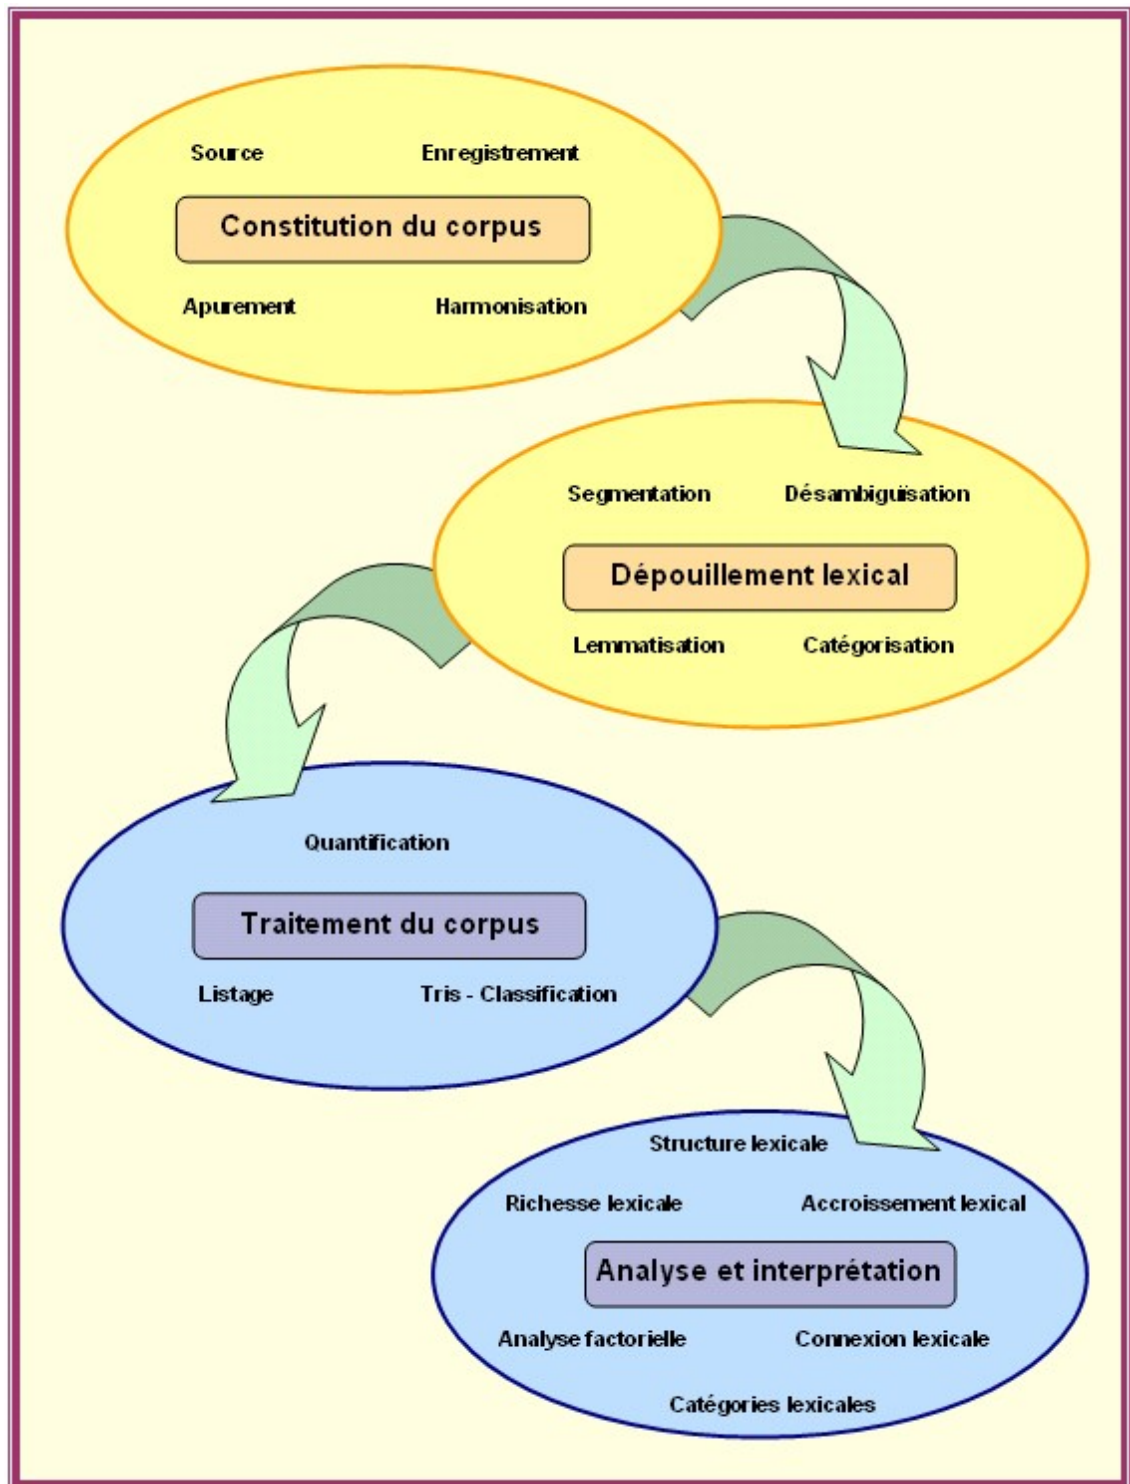 Source Enregistrement
Constitution du corpus
Apurement Harmonisation
Segmentation Désambiguïsation
Dépouillement lexical
Lemmatisation Catégorisation
Quantification
Traitement du corpus
Listage Tris - Classification
Structure lexicale
Richesse lexicale Accroissement lexical
Analyse et interprétation
Analyse factorielle Connexion lexicale
Catégories lexicales